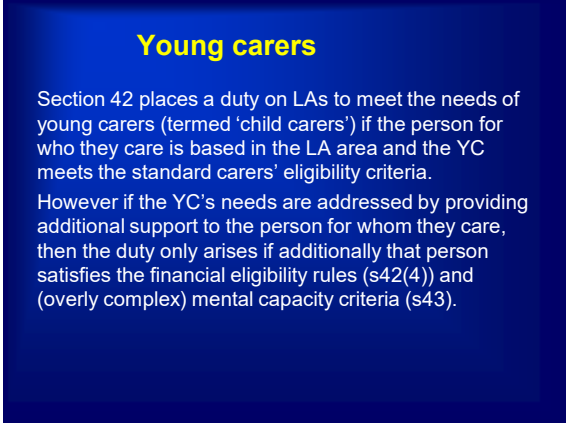 Young carers
Section 42 places a duty on LAs to meet the needs of
young carers (termed ‘child carers’) if the person for
who they care is based in the LA area and the YC
meets the standard carers’ eligibility criteria.
However if the YC’s needs are addressed by providing
additional support to the person for whom they care,
then the duty only arises if additionally that person
satisfies the financial eligibility rules (s42(4)) and
(overly complex) mental capacity criteria (s43).